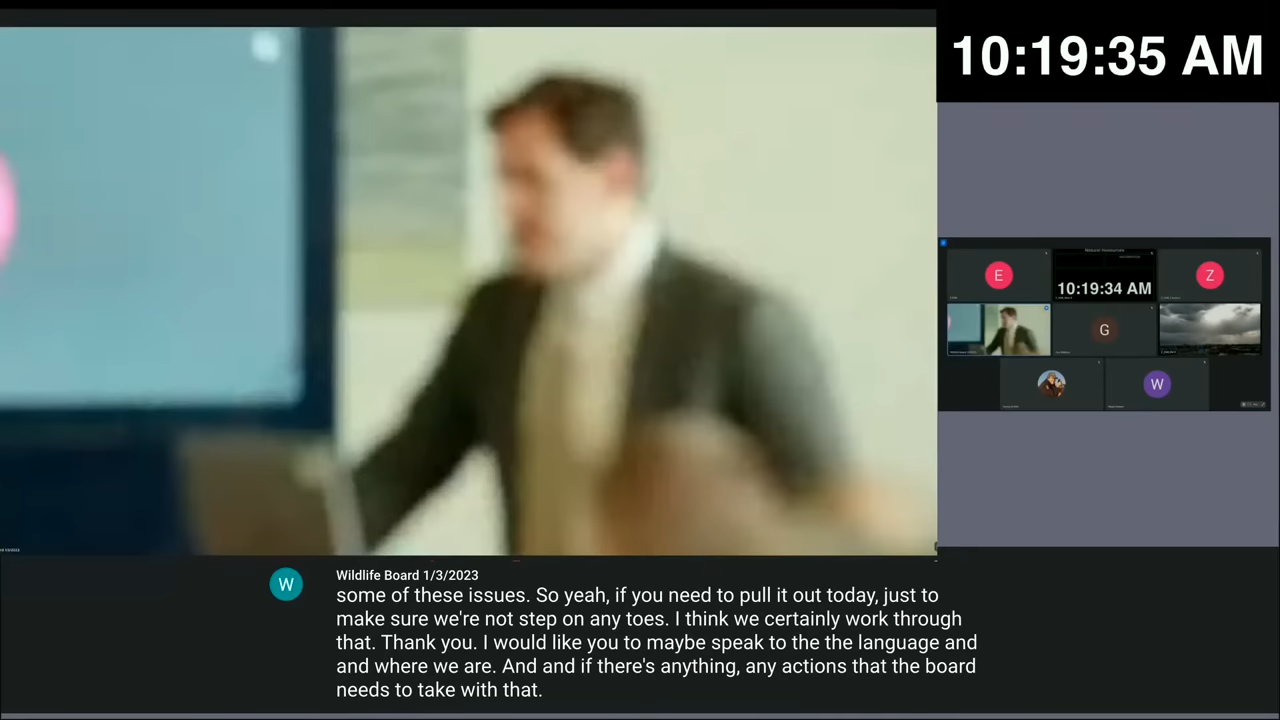 10:19:35 AM
E
10:19:34 AM
Z
G
W
W
Wildlife Board 1/3/2023
some of these issues. So yeah, if you need to pull it out today, just to
make sure we're not step on any toes. I think we certainly work through
that. Thank you. I would like you to maybe speak to the the language and
and where we are. And and if there's anything, any actions that the board
needs to take with that.